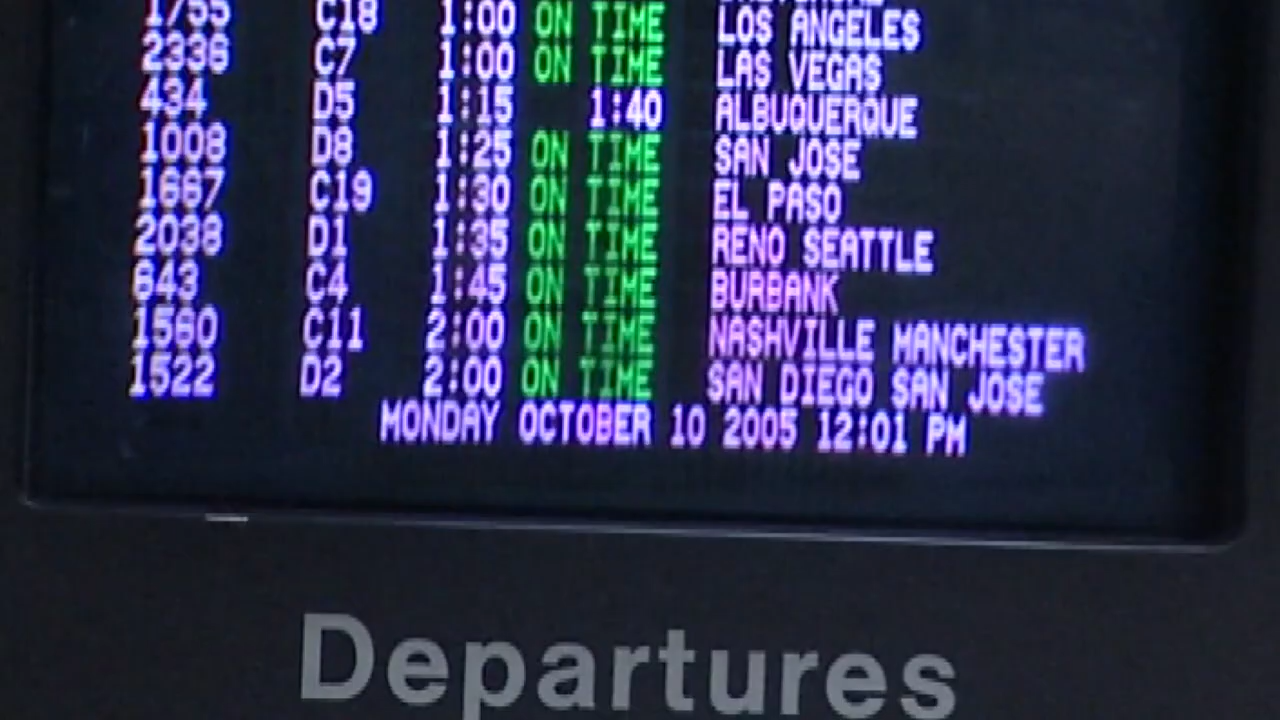 1755 C18 1:00 ON TIME LOS ANGELES
2338 C7 1:00 ON TIME LAS VEGAS
434 D5 1:15 1:40 ALBUQUERQUE
1008 D8 1:25 ON TIME SAN JOSE
1667 C19 1:30 ON TIME EL PASO
2038 D1 1:35 ON TIME RENO SEATTLE
643 C4 1:45 ON TIME BURBANK
1560 C11 2:00 ON TIME NASHVILLE MANCHESTER
1522 D2 2:00 ON TIME SAN DIEGO SAN JOSE
MONDAY OCTOBER 10 2005 12:01 PM
Departures